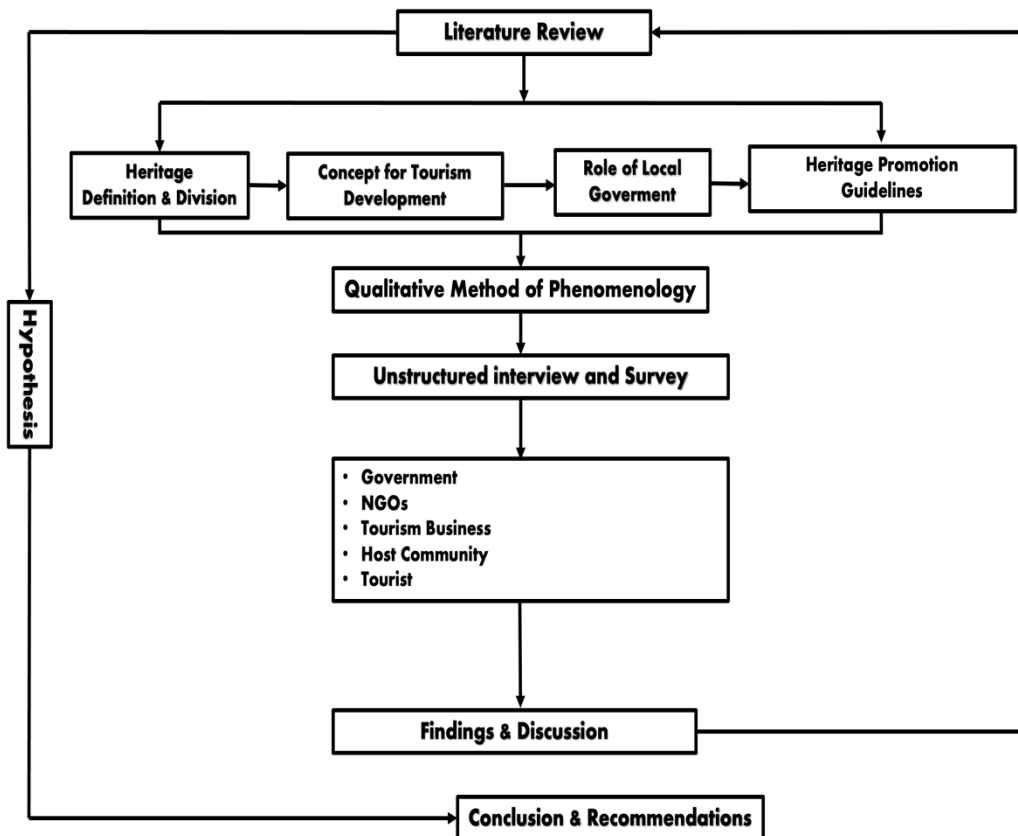 Literature Review
Heritage
Definition & Division
Concept for Tourism
Development
Role of Local
Goverment
Heritage Promotion
Guidelines
Qualitative Method of Phenomenology
Hypothesis
Unstructured interview and Survey
• Government
• NGOs
• Tourism Business
• Host Community
• Tourist
Findings & Discussion
Conclusion & Recommendations